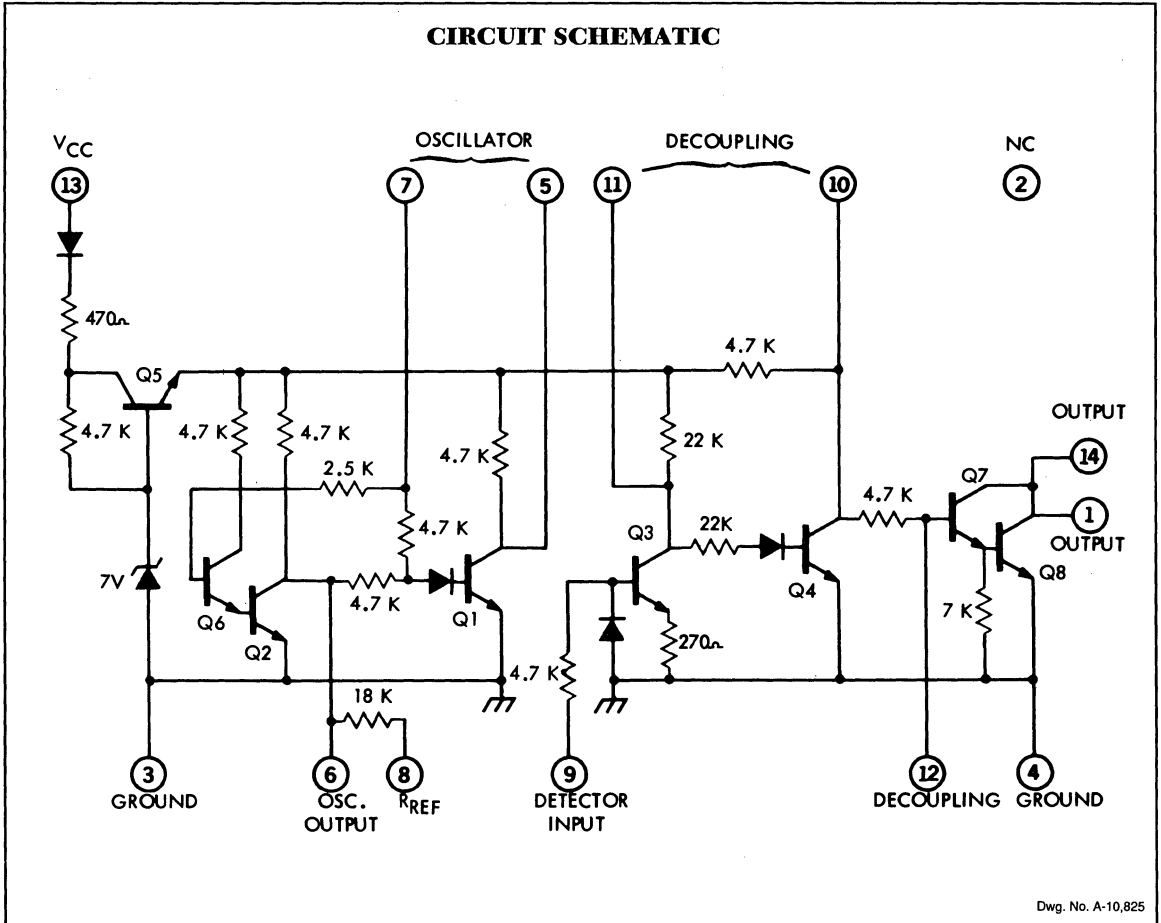 CIRCUIT SCHEMATIC
OSCILLATOR
DECOUPLING
VCC
NC
13
7
5
11
10
2
470Ω
4.7 K
Q5
OUTPUT
4.7 K
4.7 K
4.7 K
22 K
14
2.5 K
4.7 K
Q7
4.7 K
4.7 K
Q3
22K
1
OUTPUT
7V
4.7 K
Q1
Q4
Q8
Q6
7 K
Q2
270Ω
4.7 K
18 K
3
6
8
9
12
4
GROUND
OSC.
OUTPUT
RREF
DETECTOR
INPUT
DECOUPLING
GROUND
Dwg. No. A-10,825